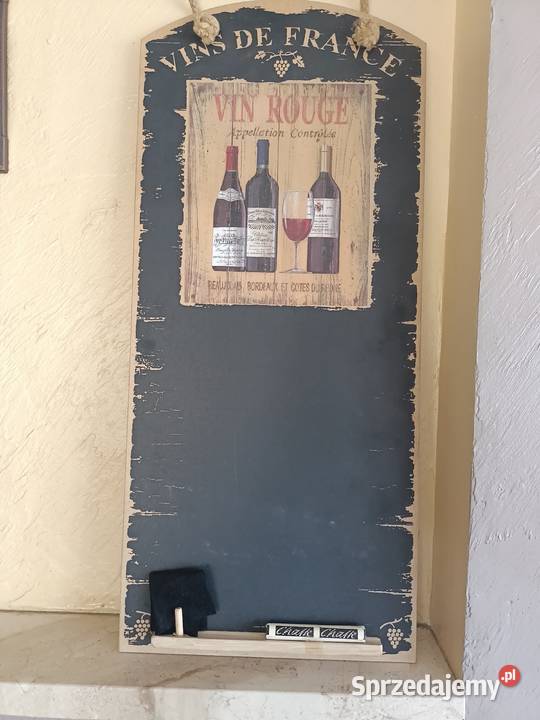 VINS DE FRANCE
VIN ROUGE
Appellation Contrôlée
BEAUJOLAIS, BORDEAUX ET COTES DU RHONE
Chalk Chalk
Sprzedajemy.pl